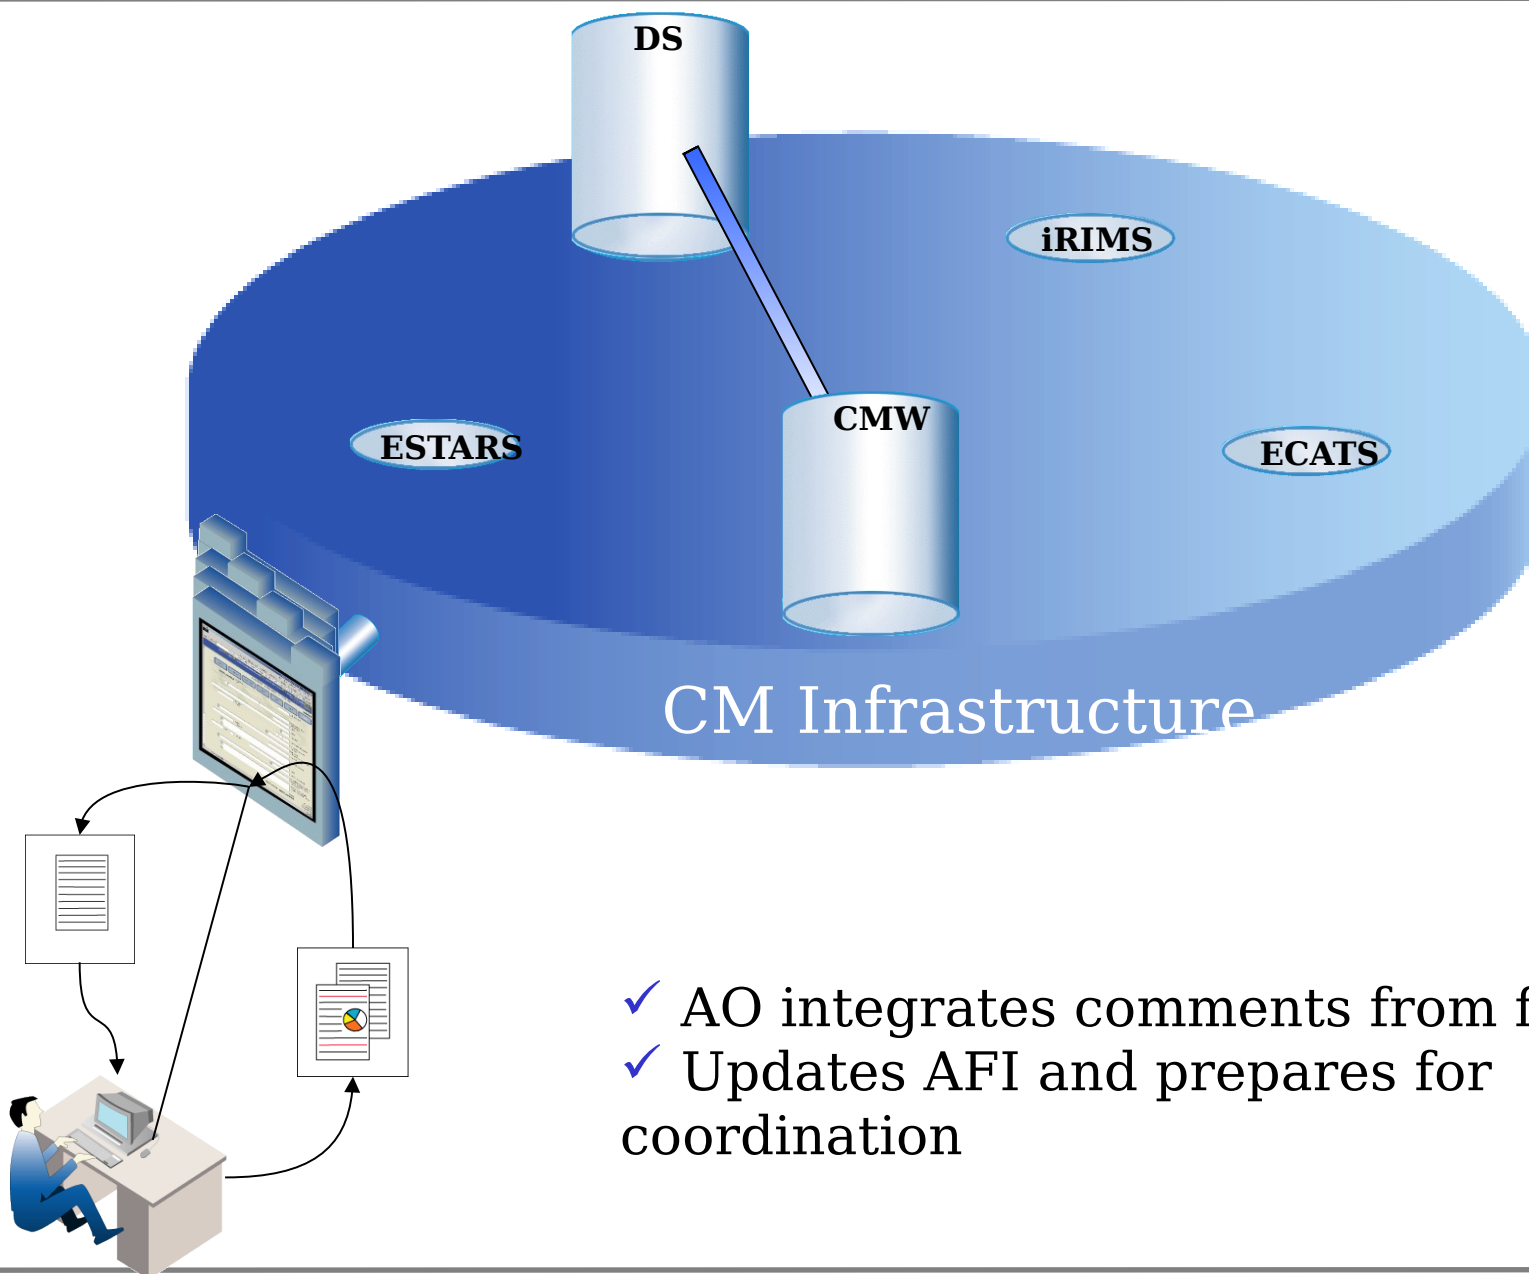 DS
iRIMS
CMW
ESTARS
ECATS
CM Infrastructure
✓ AO integrates comments from
✓ Updates AFI and prepares for
coordination